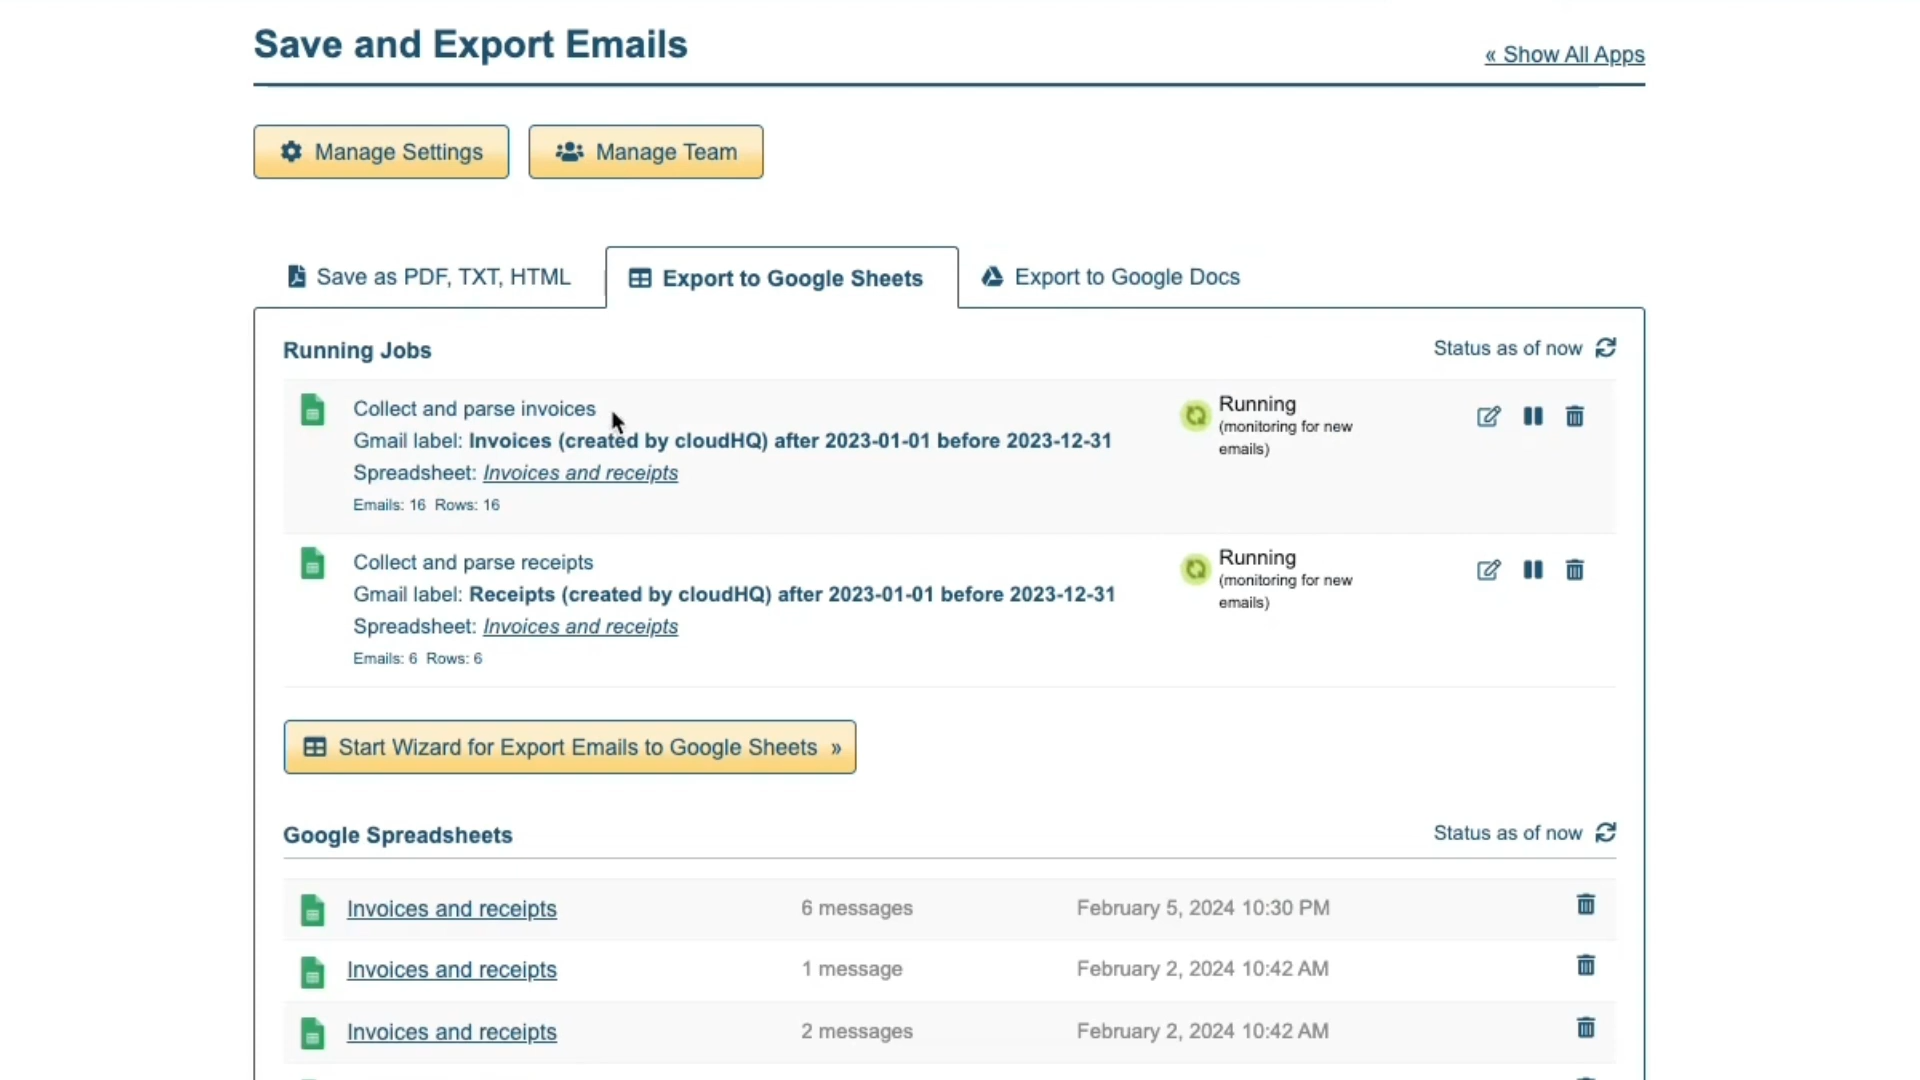 Save and Export Emails
« Show All Apps
Manage Settings
Manage Team
Save as PDF, TXT, HTML
Export to Google Sheets
Export to Google Docs
Running Jobs
Status as of now
Collect and parse invoices
Gmail label: Invoices (created by cloudHQ) after 2023-01-01 before 2023-12-31
Spreadsheet: Invoices and receipts
Emails: 16 Rows: 16
Running
(monitoring for new
emails)
Collect and parse receipts
Gmail label: Receipts (created by cloudHQ) after 2023-01-01 before 2023-12-31
Spreadsheet: Invoices and receipts
Emails: 6 Rows: 6
Running
(monitoring for new
emails)
Start Wizard for Export Emails to Google Sheets »
Google Spreadsheets
Status as of now
Invoices and receipts 6 messages February 5, 2024 10:30 PM
Invoices and receipts 1 message February 2, 2024 10:42 AM
Invoices and receipts 2 messages February 2, 2024 10:42 AM